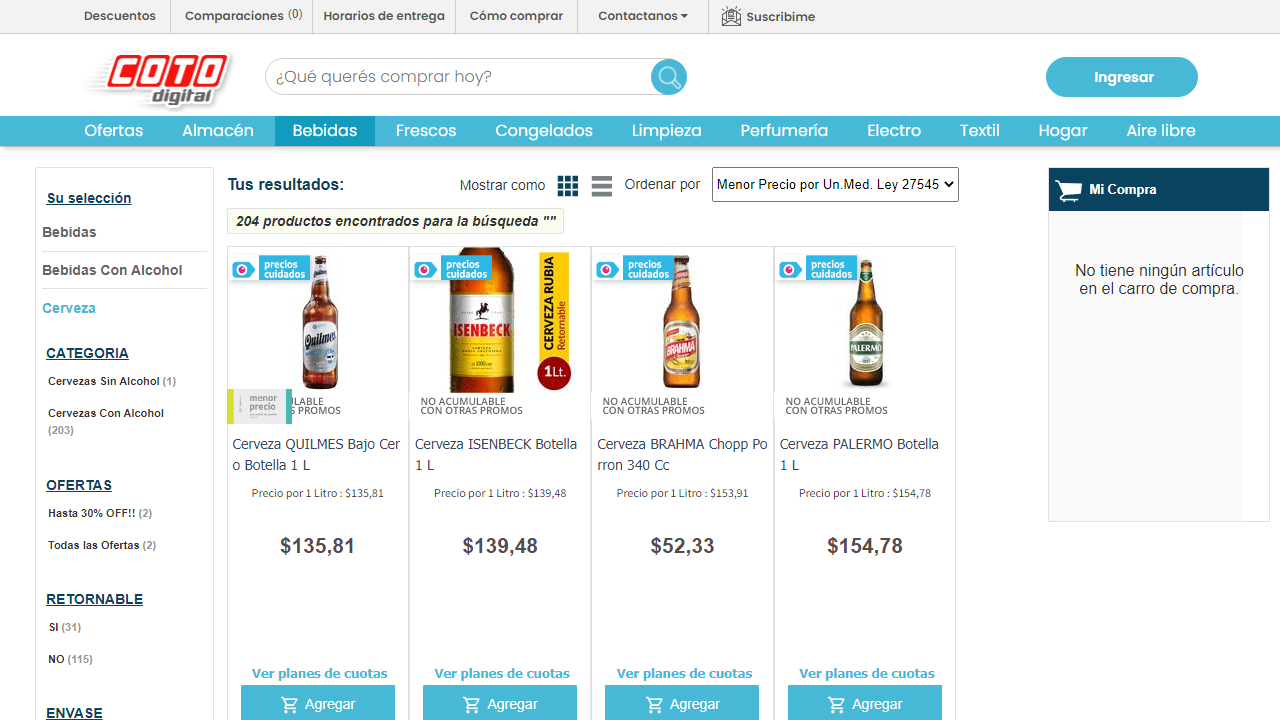 Descuentos
Comparaciones (0)
Horarios de entrega
Cómo comprar
Contactanos
Suscribime
COTO
digital
¿Qué querés comprar hoy?
Ingresar
Ofertas
Almacén
Bebidas
Frescos
Congelados
Limpieza
Perfumería
Electro
Textil
Hogar
Aire libre
Su selección
Bebidas
Bebidas Con Alcohol
Cerveza
CATEGORIA
Cervezas Sin Alcohol (1)
Cervezas Con Alcohol
(203)
OFERTAS
Hasta 30% OFF!! (2)
Todas las Ofertas (2)
RETORNABLE
SI (31)
NO (115)
ENVASE
Tus resultados:
Mostrar como
Ordenar por
Menor Precio por Un.Med. Ley 27545
204 productos encontrados para la búsqueda ""
precios
cuidados
Quilmes
menor
precio
ULABLE
S PROMOS
Cerveza QUILMES Bajo Cer
o Botella 1 L
Precio por 1 Litro : $135,81
$135,81
Ver planes de cuotas
Agregar
precios
cuidados
ISENBECK
CERVEZA RUBIA
Retornable
1Lt.
NO ACUMULABLE
CON OTRAS PROMOS
Cerveza ISENBECK Botella
1 L
Precio por 1 Litro : $139,48
$139,48
Ver planes de cuotas
Agregar
precios
cuidados
BRAHMA
NO ACUMULABLE
CON OTRAS PROMOS
Cerveza BRAHMA Chopp Po
rron 340 Cc
Precio por 1 Litro : $153,91
$52,33
Ver planes de cuotas
Agregar
precios
cuidados
PALERMO
NO ACUMULABLE
CON OTRAS PROMOS
Cerveza PALERMO Botella
1 L
Precio por 1 Litro : $154,78
$154,78
Ver planes de cuotas
Agregar
Mi Compra
No tiene ningún artículo
en el carro de compra.